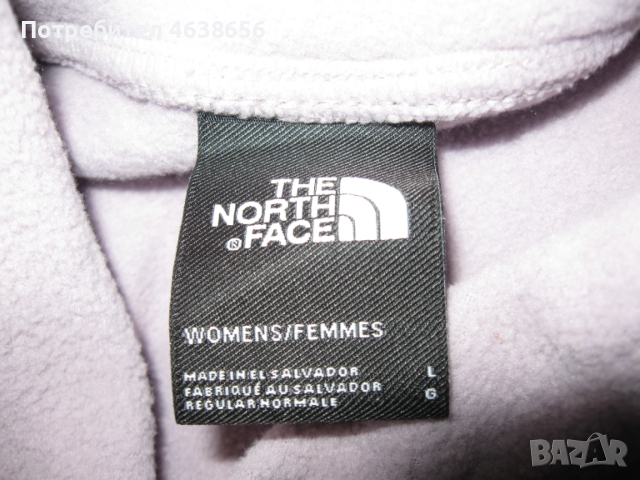 Потребител 4638656
THE
NORTH
® FACE
WOMENS/FEMMES
MADE IN EL SALVADOR L
FABRIQUÉ AU SALVADOR G
REGULAR NORMALE
BAZAR